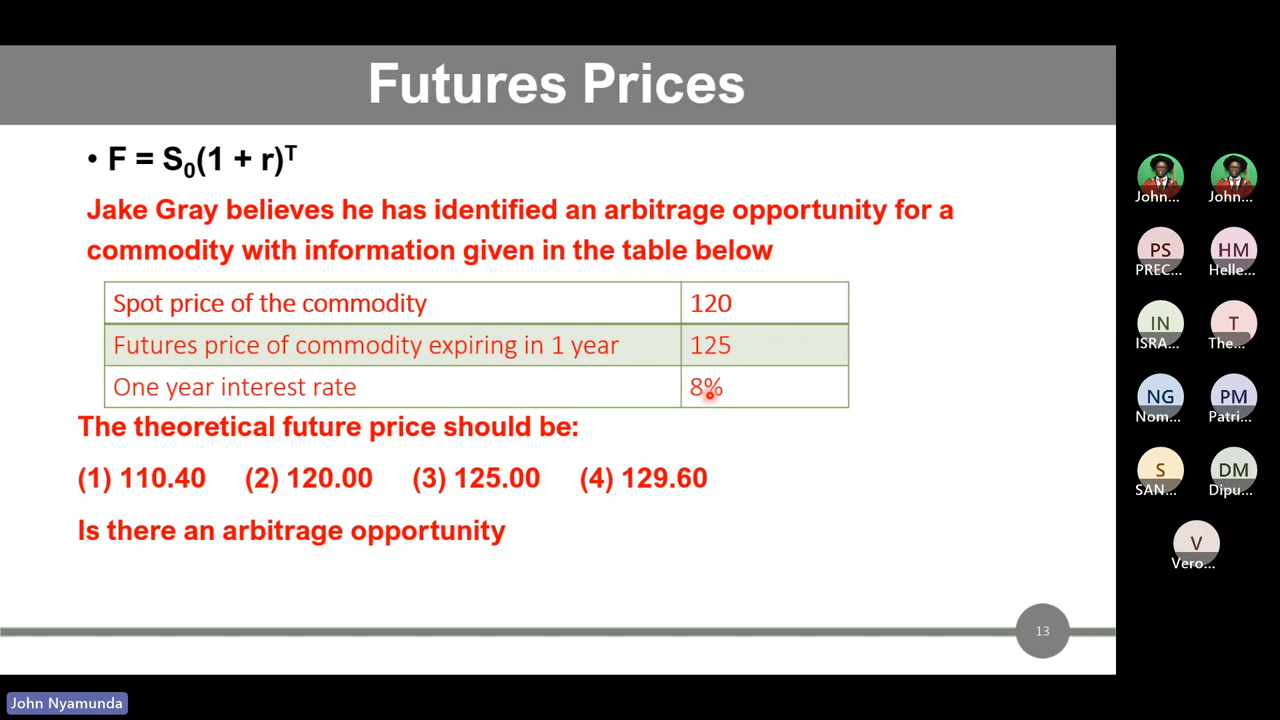 Futures Prices
• F = S₀(1 + r)ᵀ
Jake Gray believes he has identified an arbitrage opportunity for a
commodity with information given in the table below
Spot price of the commodity 120
Futures price of commodity expiring in 1 year 125
One year interest rate 8%
The theoretical future price should be:
(1) 110.40 (2) 120.00 (3) 125.00 (4) 129.60
Is there an arbitrage opportunity
13
John... John...
PS HM
PREC... Helle...
IN T
ISRA... The...
NG PM
Nom... Patri...
S DM
SAN... Dipu...
V
Vero...
John Nyamunda